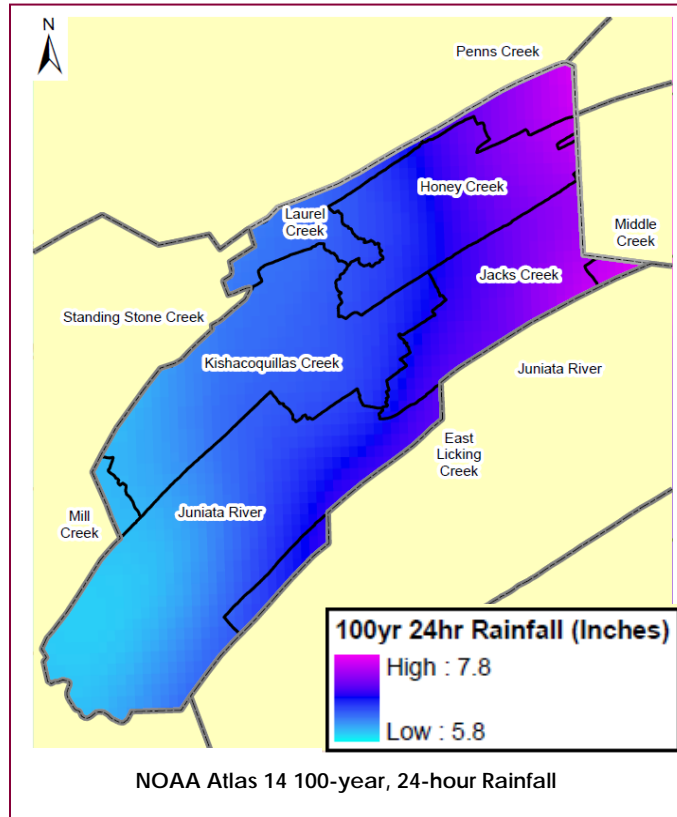 N
Penns Creek
Honey Creek
Laurel
Creek
Middle
Creek
Jacks Creek
Standing Stone Creek
Kishacoquillas Creek
Juniata River
East
Licking
Creek
Mill
Creek
Juniata River
100yr 24hr Rainfall (Inches)
High : 7.8
Low : 5.8
NOAA Atlas 14 100-year, 24-hour Rainfall